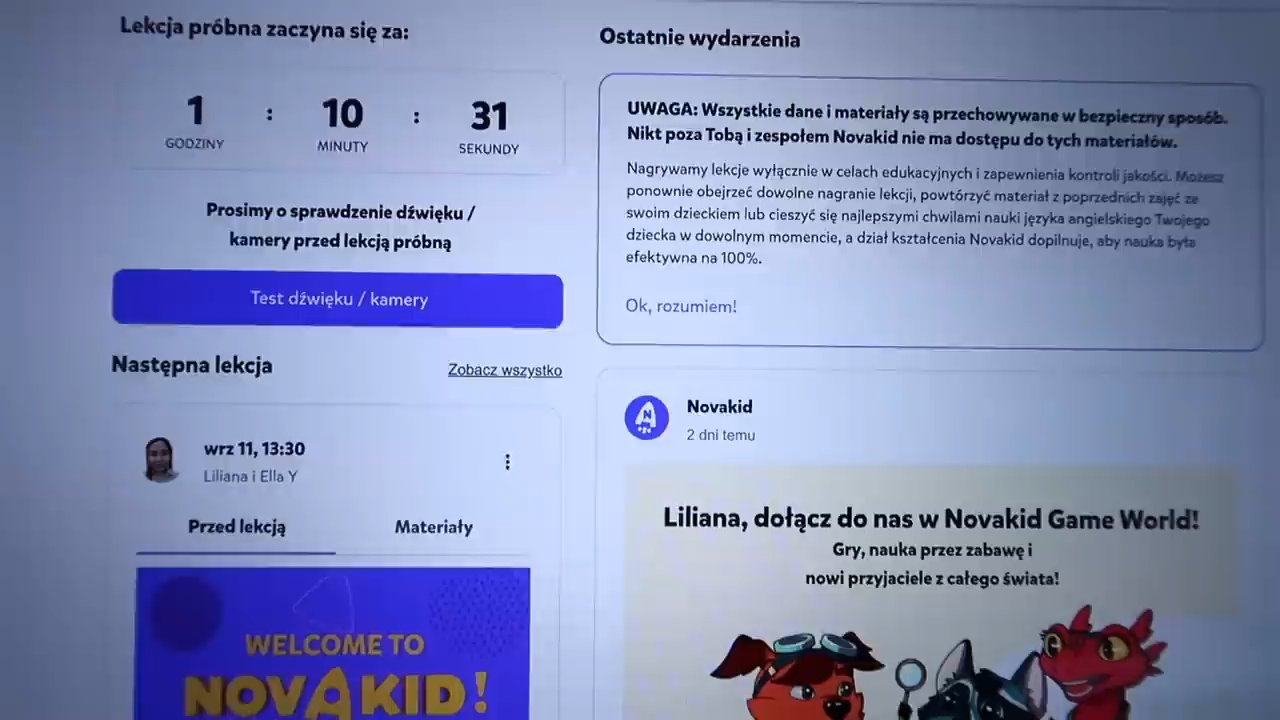 Lekcja próbna zaczyna się za:
1 : 10 : 31
GODZINY MINUTY SEKUNDY
Prosimy o sprawdzenie dźwięku /
kamery przed lekcją próbną
Test dźwięku / kamery
Następna lekcja
Zobacz wszystko
wrz 11, 13:30
Liliana i Ella Y
Przed lekcją Materiały
WELCOME TO
NOVAKID!
Ostatnie wydarzenia
UWAGA: Wszystkie dane i materiały są przechowywane w bezpieczny sposób.
Nikt poza Tobą i zespołem Novakid nie ma dostępu do tych materiałów.
Nagrywamy lekcje wyłącznie w celach edukacyjnych i zapewnienia kontroli jakości. Możesz
ponownie obejrzeć dowolne nagranie lekcji, powtórzyć materiał z poprzednich zajęć ze
swoim dzieckiem lub cieszyć się najlepszymi chwilami nauki języka angielskiego Twojego
dziecka w dowolnym momencie, a dział kształcenia Novakid dopilnuje, aby nauka była
efektywna na 100%.
Ok, rozumiem!
N
Novakid
2 dni temu
Liliana, dołącz do nas w Novakid Game World!
Gry, nauka przez zabawę i
nowi przyjaciele z całego świata!